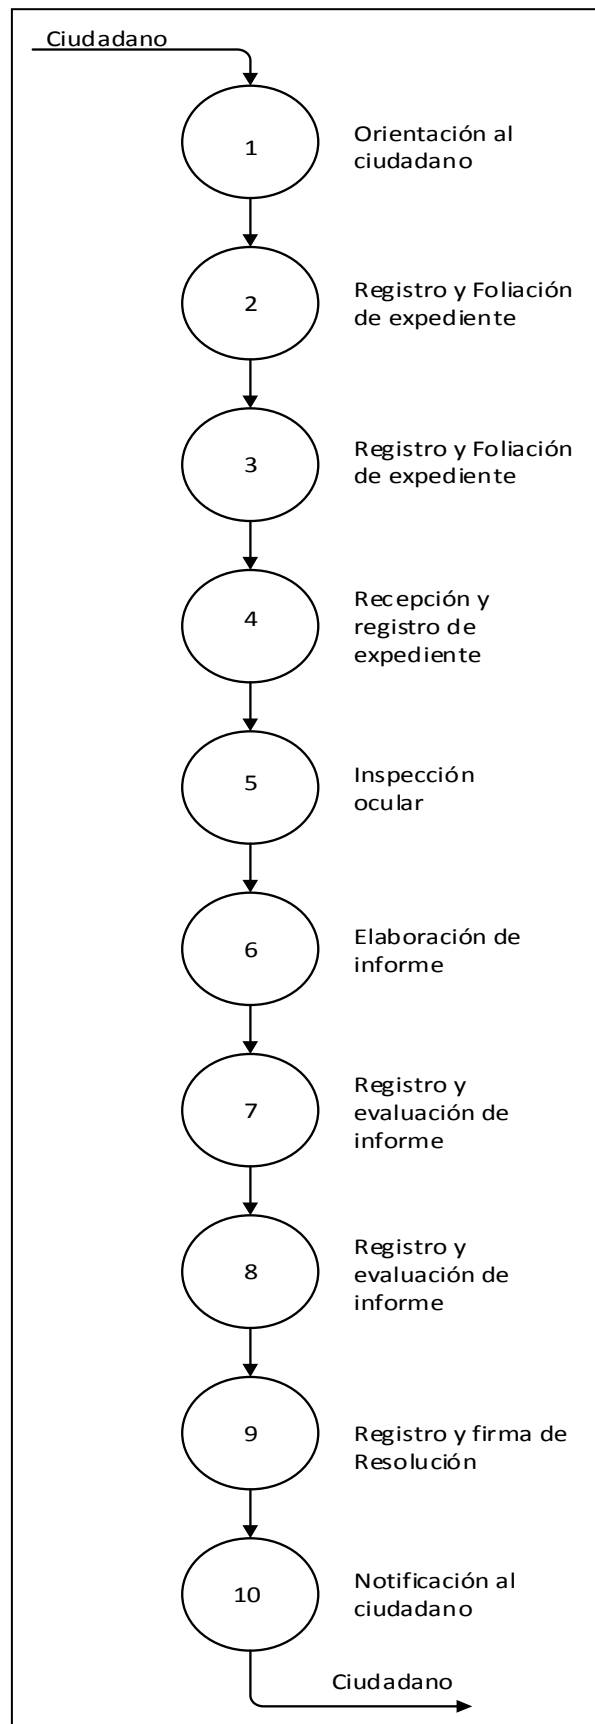 Ciudadano
1
Orientación al
ciudadano
2
Registro y Foliación
de expediente
3
Registro y Foliación
de expediente
4
Recepción y
registro de
expediente
5
Inspección
ocular
6
Elaboración de
informe
7
Registro y
evaluación de
informe
8
Registro y
evaluación de
informe
9
Registro y firma de
Resolución
10
Notificación al
ciudadano
Ciudadano